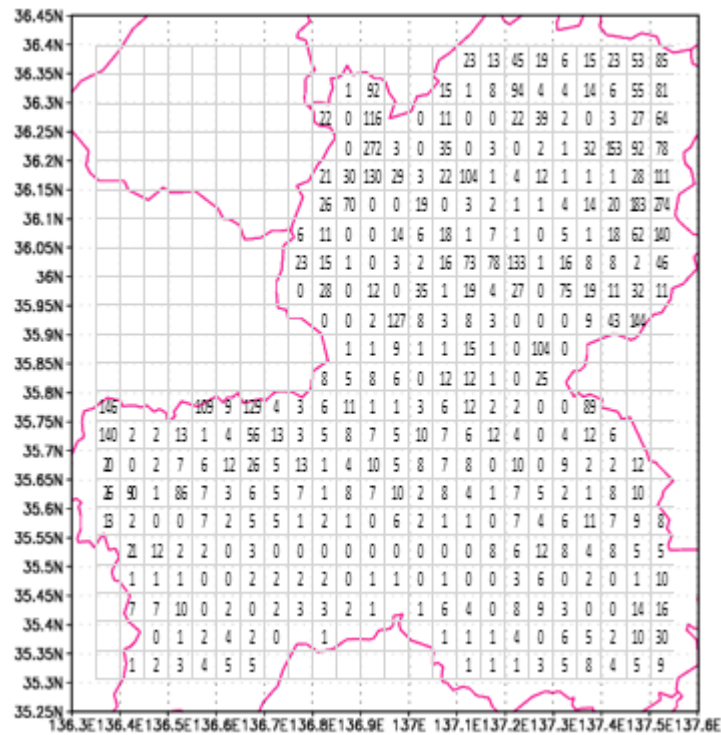 36.45N
36.4N
23 13 45 19 6 15 23 53 85
36.35N
1 92 15 1 8 94 4 4 14 6 55 81
36.3N
22 0 116 0 11 0 0 22 39 2 0 3 27 64
36.25N
0 272 3 0 35 0 3 0 2 1 32 153 92 78
36.2N
21 30 130 29 3 22 104 1 4 12 1 1 1 28 111
36.15N
26 70 0 0 19 0 3 2 1 1 4 14 20 183 274
36.1N
6 11 0 0 14 6 18 1 7 1 0 5 1 18 62 140
36.05N
23 15 1 0 3 2 16 73 78 133 1 16 8 8 2 46
36N
0 28 0 12 0 35 1 19 4 27 0 75 19 11 32 11
35.95N
0 0 2 127 8 3 8 3 0 0 0 9 43 144
35.9N
1 1 9 1 1 15 1 0 104 0
35.85N
8 5 8 6 0 12 12 1 0 25
35.8N
146 109 9 129 4 3 6 11 1 1 3 6 12 2 2 0 0 89
35.75N
140 2 2 13 1 4 56 13 3 5 8 7 5 10 7 6 12 4 0 4 12 6
35.7N
20 0 2 7 6 12 26 5 13 1 4 10 5 8 7 8 0 10 0 9 2 2 12
35.65N
26 90 1 86 7 3 6 5 7 1 8 7 10 2 8 4 1 7 5 2 1 8 10
35.6N
13 2 0 0 7 2 5 5 1 2 1 0 6 2 1 1 0 7 4 6 11 7 9 8
35.55N
21 12 2 2 0 3 0 0 0 0 0 0 0 0 0 8 6 12 8 4 8 5 5
35.5N
1 1 1 0 0 2 2 2 2 0 1 1 0 1 0 0 3 6 0 2 0 1 10
35.45N
7 7 10 0 2 0 2 3 3 2 1 1 6 4 0 8 9 3 0 0 14 16
35.4N
0 1 2 4 2 0 1 1 1 1 4 0 6 5 2 10 30
35.35N
1 2 3 4 5 5 1 1 1 3 5 8 4 5 9
35.3N
35.25N
136.3E 136.4E 136.5E 136.6E 136.7E 136.8E 136.9E 137E 137.1E 137.2E 137.3E 137.4E 137.5E 137.6E